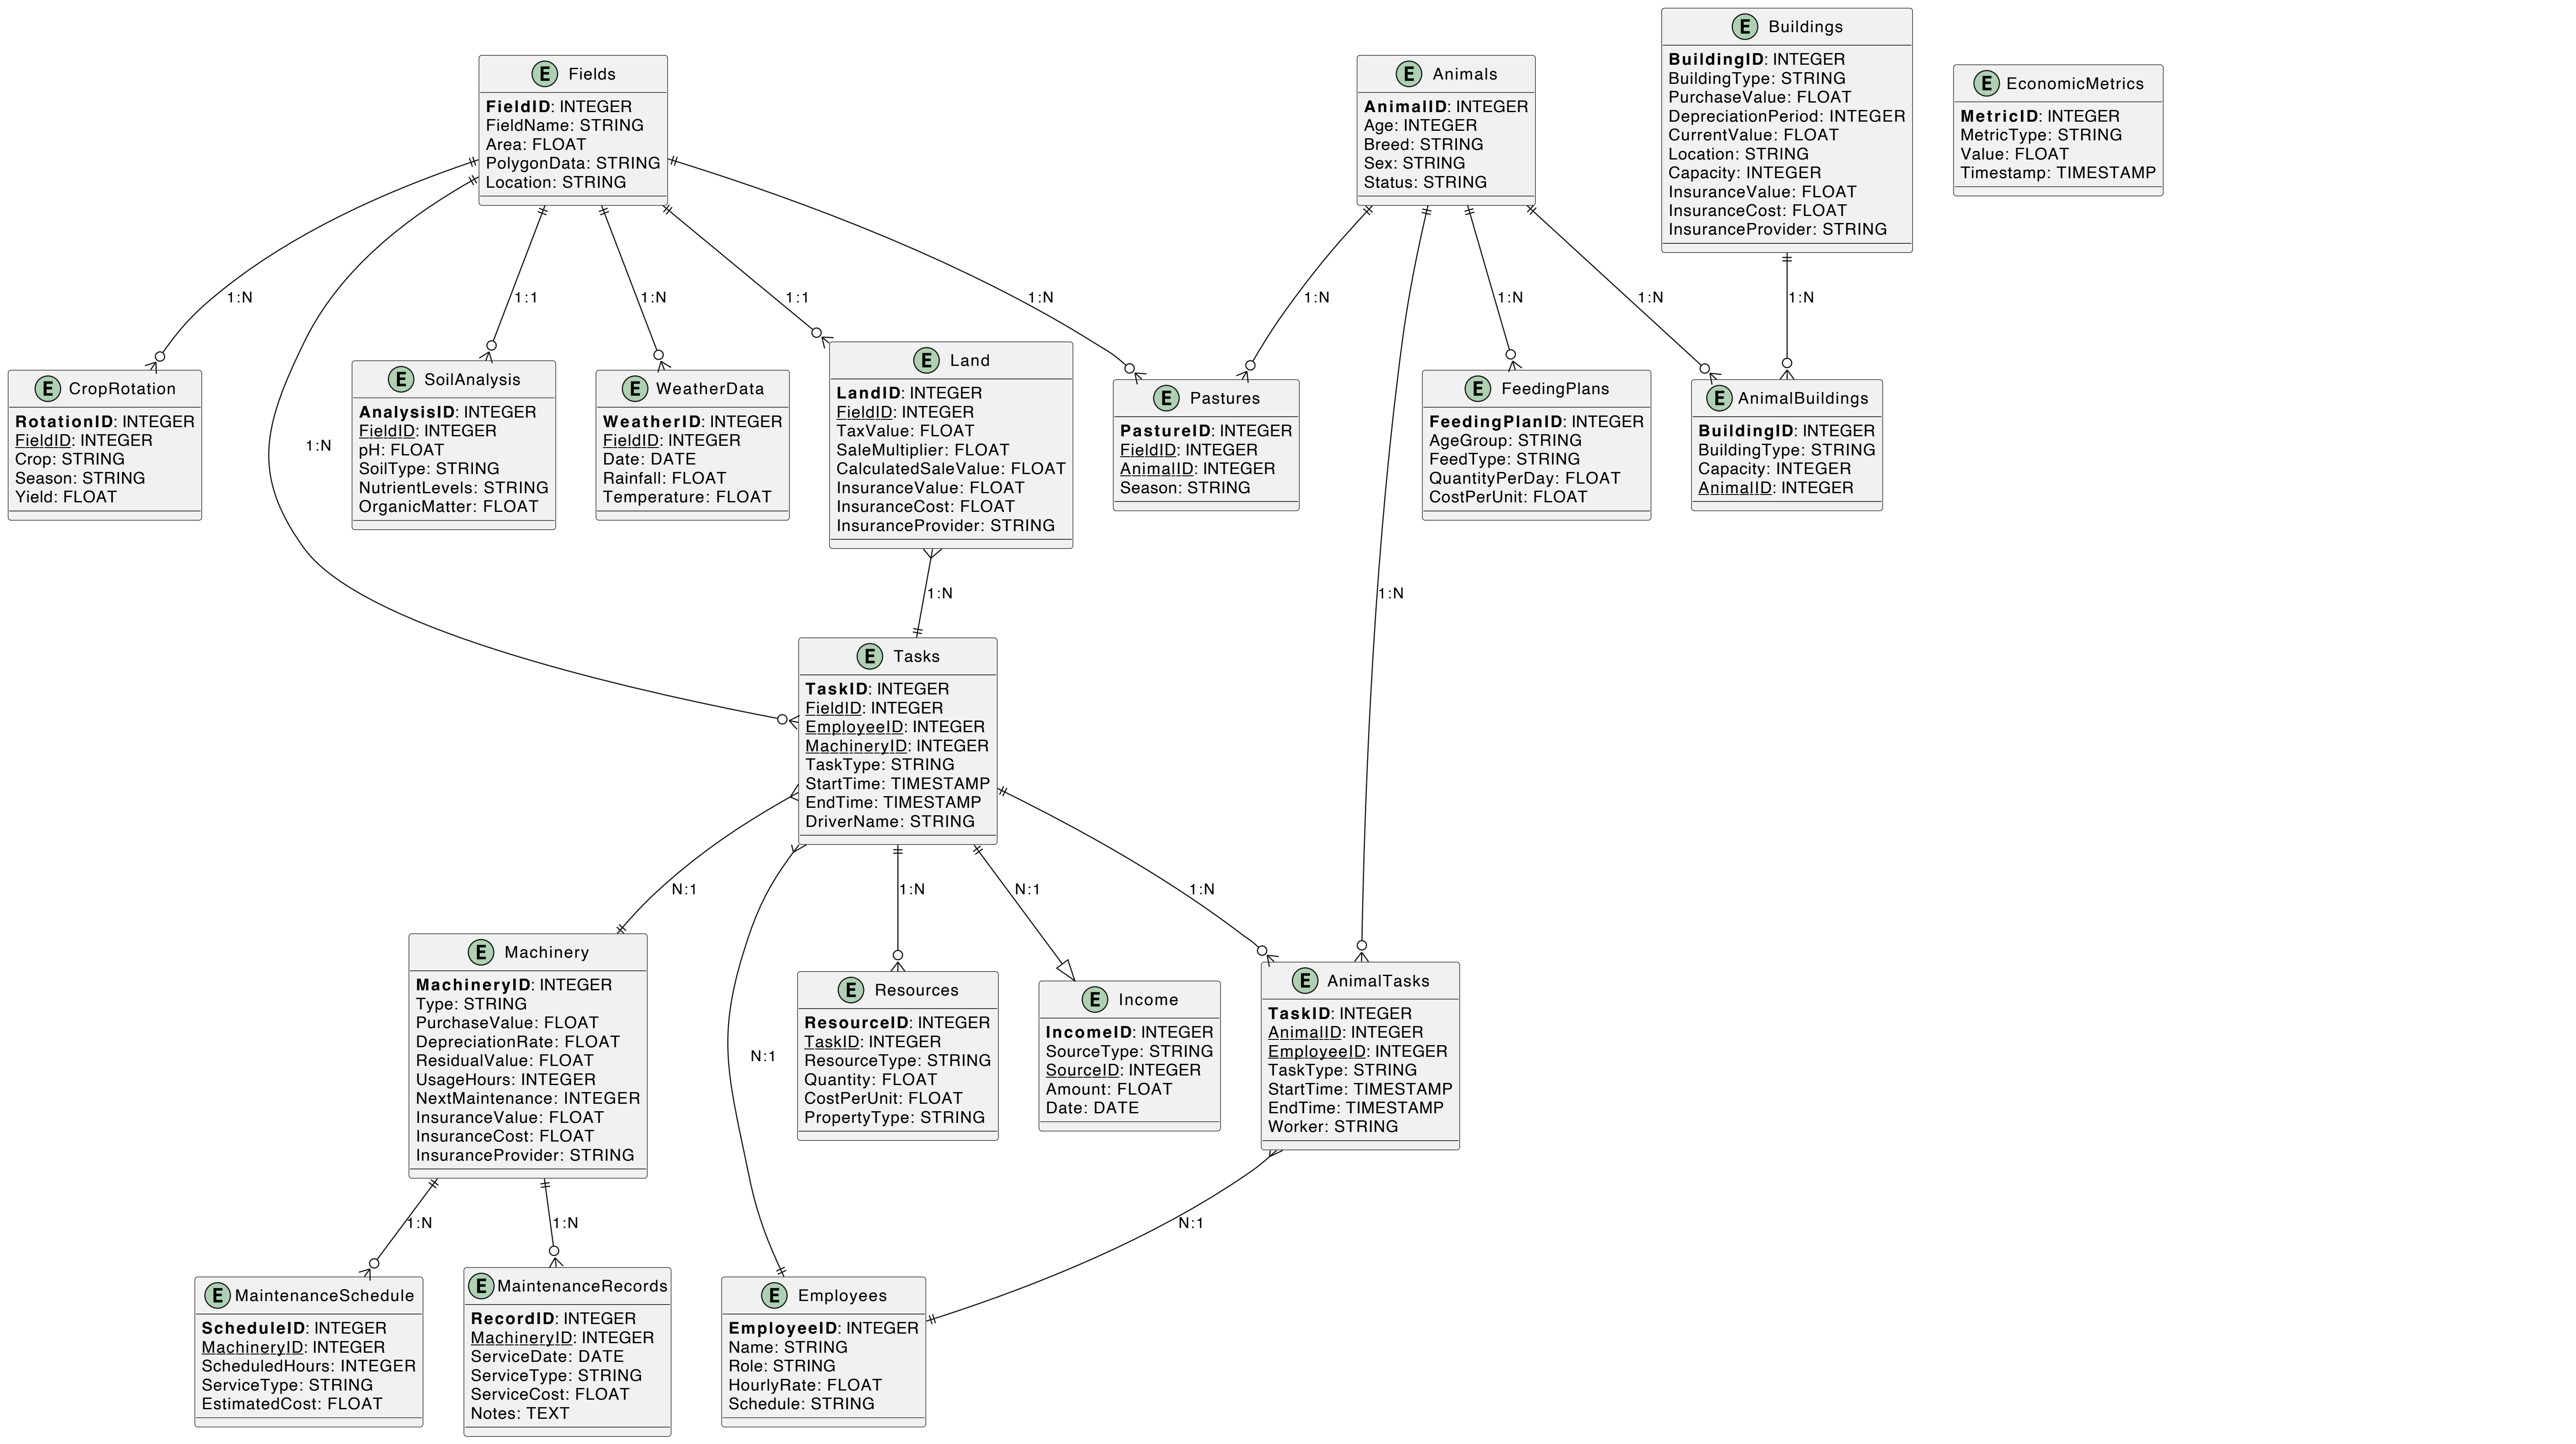 E Buildings
BuildingID: INTEGER
BuildingType: STRING
PurchaseValue: FLOAT
DepreciationPeriod: INTEGER
CurrentValue: FLOAT
Location: STRING
Capacity: INTEGER
InsuranceValue: FLOAT
InsuranceCost: FLOAT
InsuranceProvider: STRING
E Fields
FieldID: INTEGER
FieldName: STRING
Area: FLOAT
PolygonData: STRING
Location: STRING
E Animals
AnimalID: INTEGER
Age: INTEGER
Breed: STRING
Sex: STRING
Status: STRING
E EconomicMetrics
MetricID: INTEGER
MetricType: STRING
Value: FLOAT
Timestamp: TIMESTAMP
1:N
1:1
1:N
1:1
1:N
1:N
1:N
1:N
1:N
1:N
E CropRotation
RotationID: INTEGER
FieldID: INTEGER
Crop: STRING
Season: STRING
Yield: FLOAT
E SoilAnalysis
AnalysisID: INTEGER
FieldID: INTEGER
pH: FLOAT
SoilType: STRING
NutrientLevels: STRING
OrganicMatter: FLOAT
E WeatherData
WeatherID: INTEGER
FieldID: INTEGER
Date: DATE
Rainfall: FLOAT
Temperature: FLOAT
E Land
LandID: INTEGER
FieldID: INTEGER
TaxValue: FLOAT
SaleMultiplier: FLOAT
CalculatedSaleValue: FLOAT
InsuranceValue: FLOAT
InsuranceCost: FLOAT
InsuranceProvider: STRING
E Pastures
PastureID: INTEGER
FieldID: INTEGER
AnimalID: INTEGER
Season: STRING
E FeedingPlans
FeedingPlanID: INTEGER
AgeGroup: STRING
FeedType: STRING
QuantityPerDay: FLOAT
CostPerUnit: FLOAT
E AnimalBuildings
BuildingID: INTEGER
BuildingType: STRING
Capacity: INTEGER
AnimalID: INTEGER
1:N
1:N
E Tasks
TaskID: INTEGER
FieldID: INTEGER
EmployeeID: INTEGER
MachineryID: INTEGER
TaskType: STRING
StartTime: TIMESTAMP
EndTime: TIMESTAMP
DriverName: STRING
N:1
1:N
N:1
1:N
E Machinery
MachineryID: INTEGER
Type: STRING
PurchaseValue: FLOAT
DepreciationRate: FLOAT
ResidualValue: FLOAT
UsageHours: INTEGER
NextMaintenance: INTEGER
InsuranceValue: FLOAT
InsuranceCost: FLOAT
InsuranceProvider: STRING
N:1
E Resources
ResourceID: INTEGER
TaskID: INTEGER
ResourceType: STRING
Quantity: FLOAT
CostPerUnit: FLOAT
PropertyType: STRING
E Income
IncomeID: INTEGER
SourceType: STRING
SourceID: INTEGER
Amount: FLOAT
Date: DATE
E AnimalTasks
TaskID: INTEGER
AnimalID: INTEGER
EmployeeID: INTEGER
TaskType: STRING
StartTime: TIMESTAMP
EndTime: TIMESTAMP
Worker: STRING
1:N
1:N
N:1
E MaintenanceSchedule
ScheduleID: INTEGER
MachineryID: INTEGER
ScheduledHours: INTEGER
ServiceType: STRING
EstimatedCost: FLOAT
E MaintenanceRecords
RecordID: INTEGER
MachineryID: INTEGER
ServiceDate: DATE
ServiceType: STRING
ServiceCost: FLOAT
Notes: TEXT
E Employees
EmployeeID: INTEGER
Name: STRING
Role: STRING
HourlyRate: FLOAT
Schedule: STRING